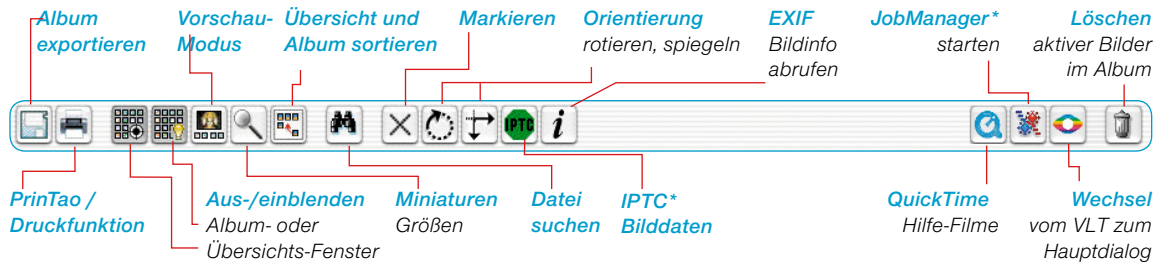 Album
exportieren
Vorschau-
Modus
Übersicht und
Album sortieren
Markieren
Orientierung
rotieren, spiegeln
EXIF
Bildinfo
abrufen
JobManager*
starten
Löschen
aktiver Bilder
im Album
IPTC
i
PrinTao /
Druckfunktion
Aus-/einblenden
Album- oder
Übersichts-Fenster
Miniaturen
Größen
Datei
suchen
IPTC*
Bilddaten
QuickTime
Hilfe-Filme
Wechsel
vom VLT zum
Hauptdialog